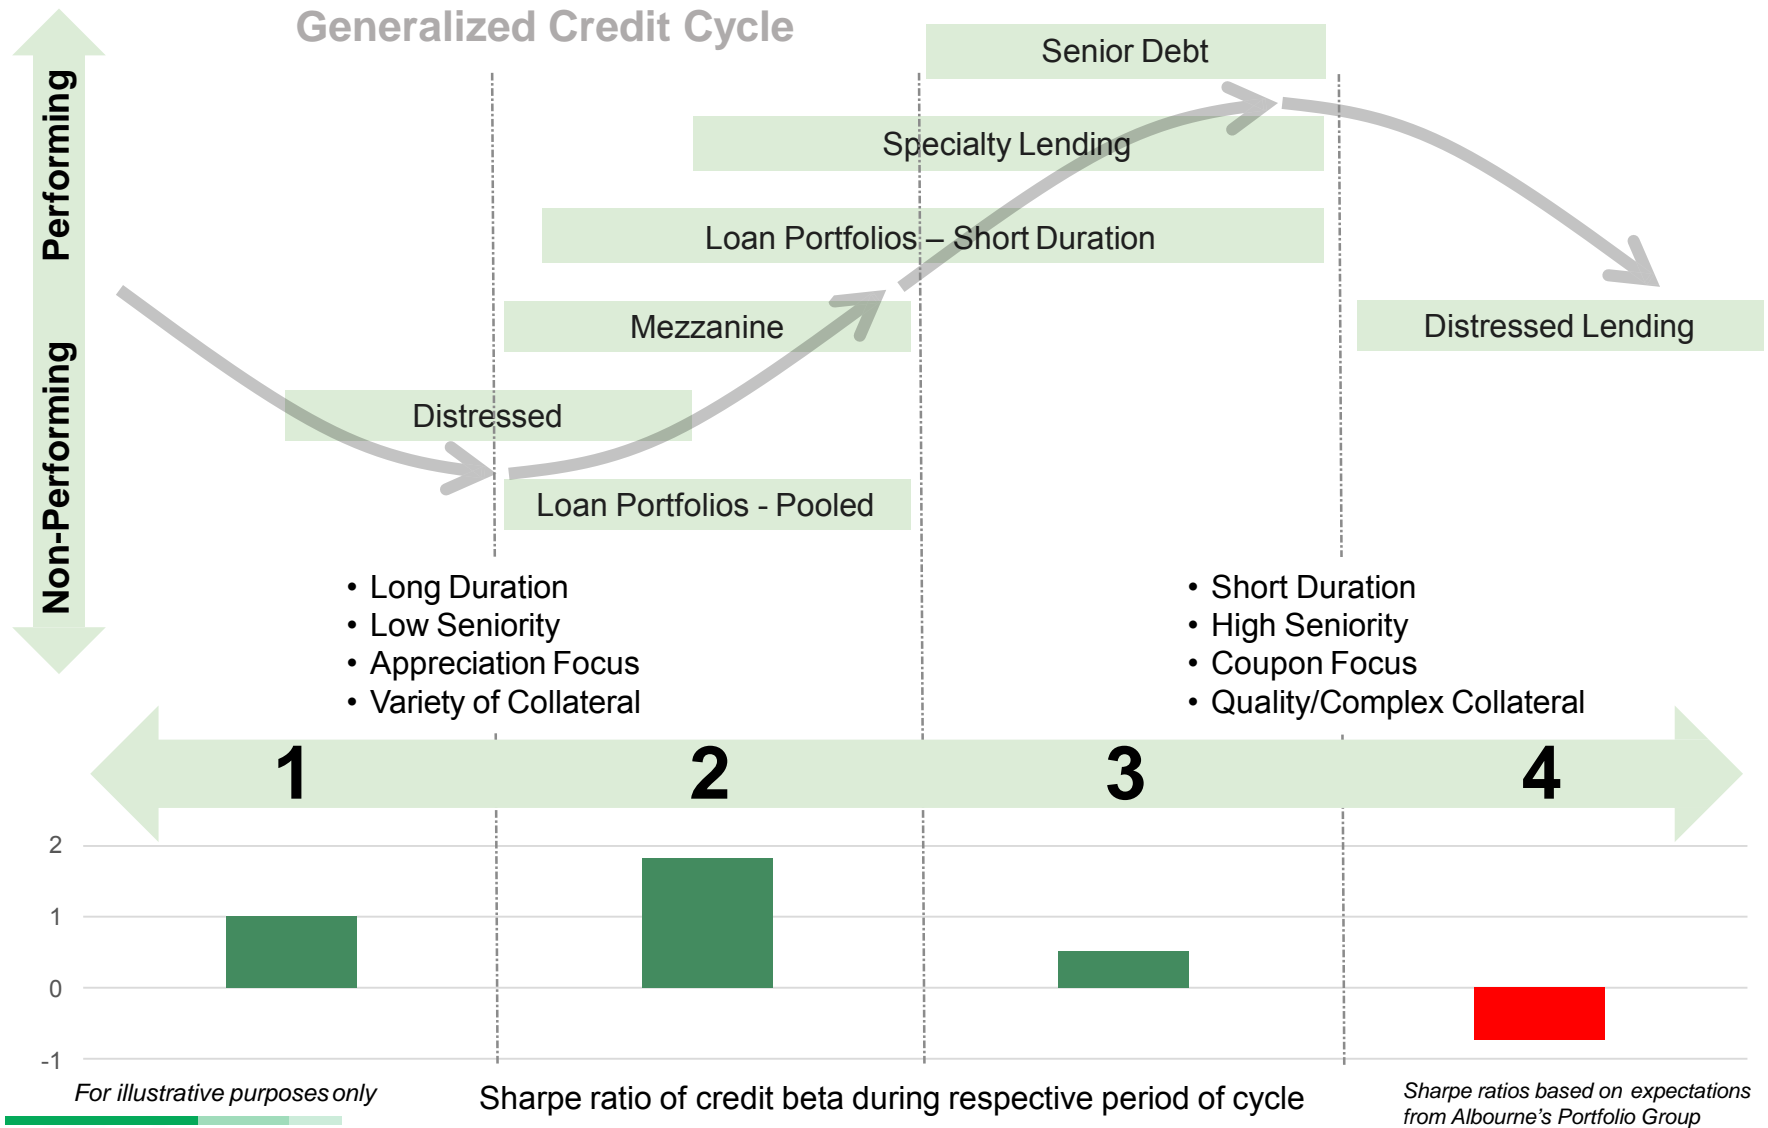 Generalized Credit Cycle
Performing
Non-Performing
Senior Debt
Specialty Lending
Loan Portfolios – Short Duration
Mezzanine
Distressed Lending
Distressed
Loan Portfolios - Pooled
• Long Duration
• Low Seniority
• Appreciation Focus
• Variety of Collateral
• Short Duration
• High Seniority
• Coupon Focus
• Quality/Complex Collateral
1 2 3 4
2
1
0
-1
For illustrative purposes only
Sharpe ratio of credit beta during respective period of cycle
Sharpe ratios based on expectations
from Albourne's Portfolio Group